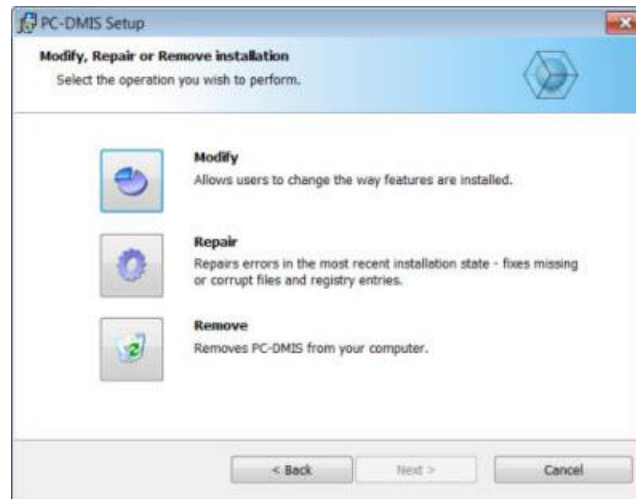 PC-DMIS Setup
Modify, Repair or Remove installation
Select the operation you wish to perform.
Modify
Allows users to change the way features are installed.
Repair
Repairs errors in the most recent installation state - fixes missing
or corrupt files and registry entries.
Remove
Removes PC-DMIS from your computer.
< Back Next > Cancel